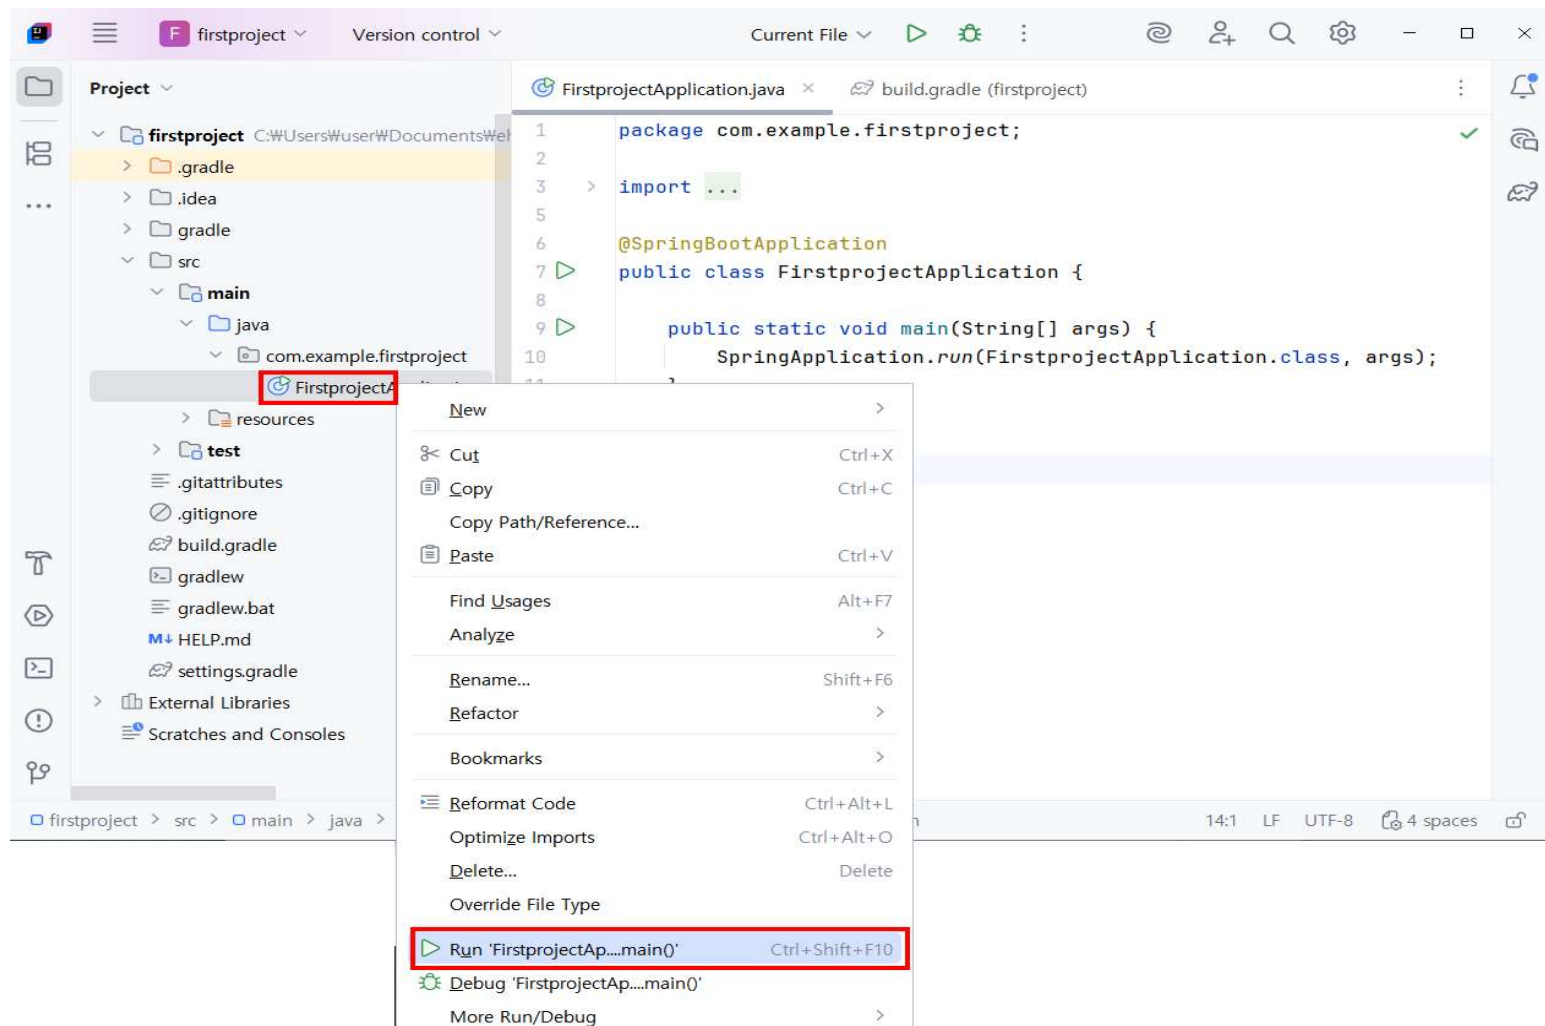 F firstproject Version control Current File
Project
firstproject C:₩Users₩user₩Documents₩el
.gradle
.idea
gradle
src
main
java
com.example.firstproject
FirstprojectA
resources
test
.gitattributes
.gitignore
build.gradle
gradlew
gradlew.bat
M↓ HELP.md
settings.gradle
External Libraries
Scratches and Consoles
FirstprojectApplication.java × build.gradle (firstproject)
1 package com.example.firstproject;
2
3 import ...
5
6 @SpringBootApplication
7 public class FirstprojectApplication {
8
9 public static void main(String[] args) {
10 SpringApplication.run(FirstprojectApplication.class, args);
New
Cut Ctrl+X
Copy Ctrl+C
Copy Path/Reference...
Paste Ctrl+V
Find Usages Alt+F7
Analyze
Rename... Shift+F6
Refactor
Bookmarks
Reformat Code Ctrl+Alt+L
Optimize Imports Ctrl+Alt+O
Delete... Delete
Override File Type
Run 'FirstprojectAp....main()' Ctrl+Shift+F10
Debug 'FirstprojectAp....main()'
More Run/Debug
firstproject > src > main > java >
14:1 LF UTF-8 4 spaces